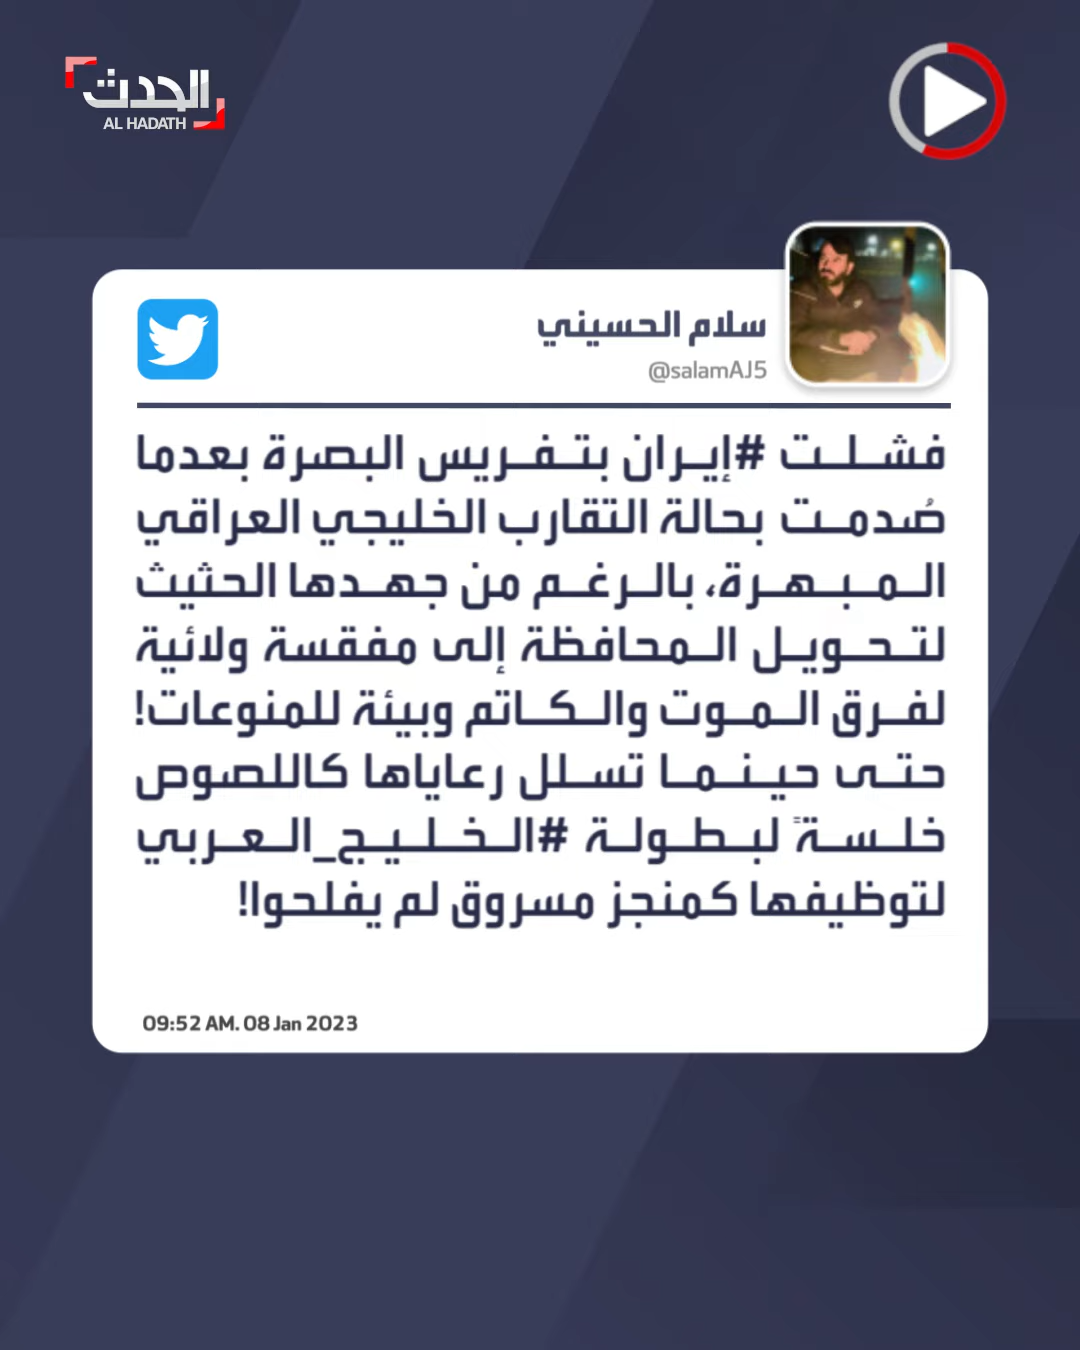 الحدث
AL HADATH
سلام الحسيني
@salamAJ5
فشلت #إيران بتفريس البصرة بعدما
صُدمت بحالة التقارب الخليجي العراقي
المبهرة، بالرغم من جهدها الحثيث
لتحويل المحافظة إلى مفقسة ولائية
لفرق الموت والكاتم وبيئة للمنوعات!
حتى حينما تسلل رعاياها كاللصوص
خلسةً لبطولة #الخليج_العربي
لتوظيفها كمنجز مسروق لم يفلحوا!
09:52 AM. 08 Jan 2023